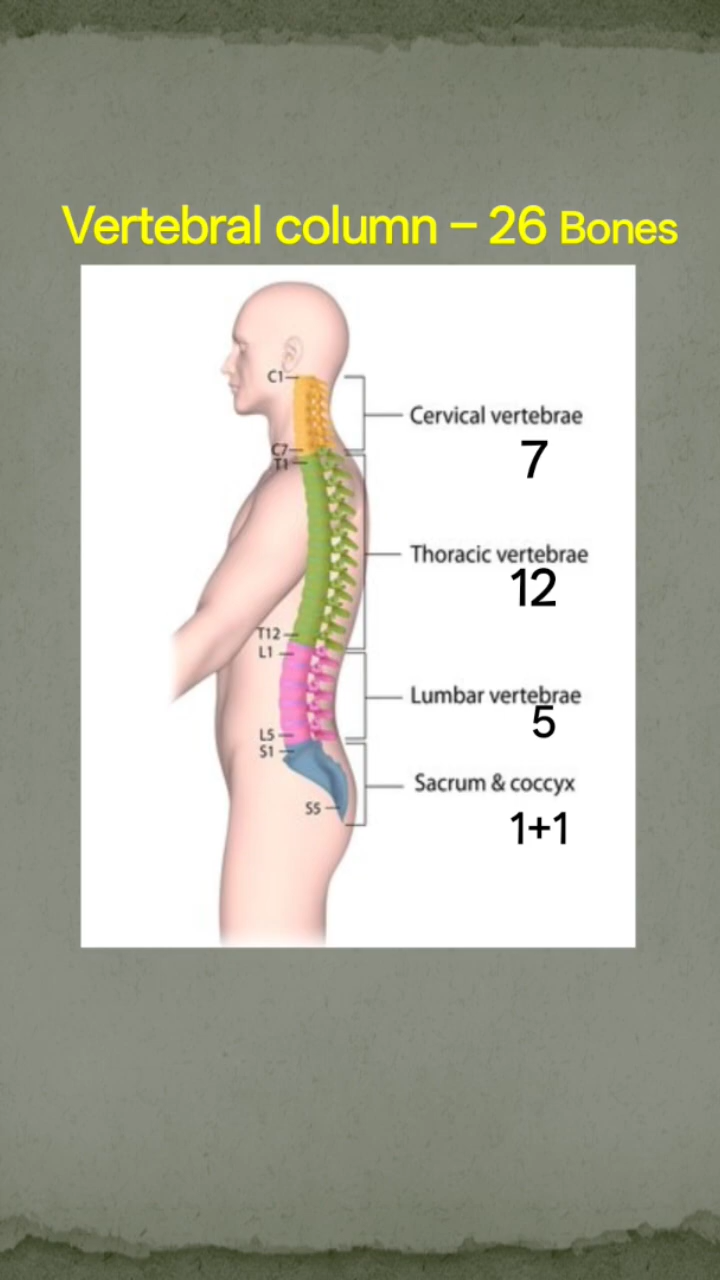 Vertebral column – 26 Bones
C1
Cervical vertebrae
7
C7
T1
Thoracic vertebrae
12
T12
L1
Lumbar vertebrae
5
L5
S1
Sacrum & coccyx
S5
1+1